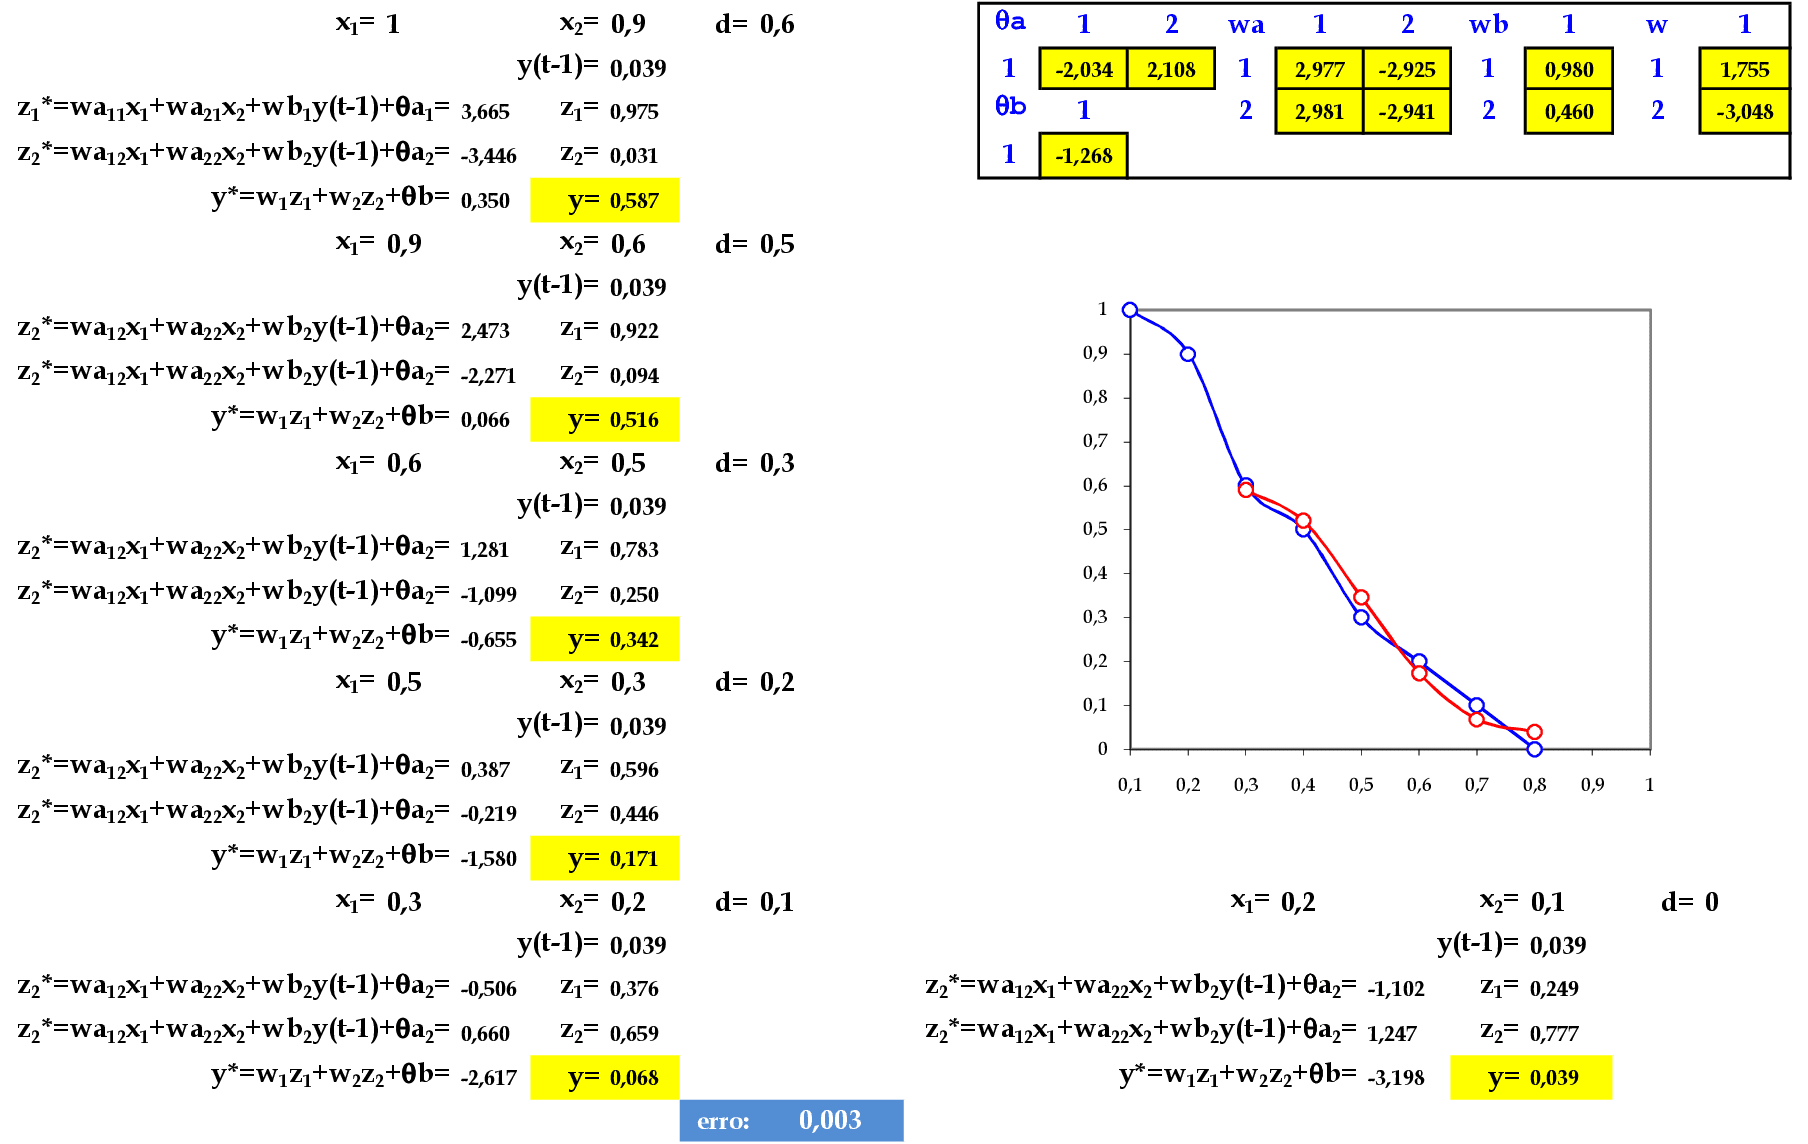 x₁= 1 x₂= 0,9 d= 0,6
y(t-1)= 0,039
z₁*=wa₁₁x₁+wa₂₁x₂+wb₁y(t-1)+θa₁= 3,665 z₁= 0,975
z₂*=wa₁₂x₁+wa₂₂x₂+wb₂y(t-1)+θa₂= -3,446 z₂= 0,031
y*=w₁z₁+w₂z₂+θb= 0,350 y= 0,587
x₁= 0,9 x₂= 0,6 d= 0,5
y(t-1)= 0,039
z₂*=wa₁₂x₁+wa₂₂x₂+wb₂y(t-1)+θa₂= 2,473 z₁= 0,922
z₂*=wa₁₂x₁+wa₂₂x₂+wb₂y(t-1)+θa₂= -2,271 z₂= 0,094
y*=w₁z₁+w₂z₂+θb= 0,066 y= 0,516
x₁= 0,6 x₂= 0,5 d= 0,3
y(t-1)= 0,039
z₂*=wa₁₂x₁+wa₂₂x₂+wb₂y(t-1)+θa₂= 1,281 z₁= 0,783
z₂*=wa₁₂x₁+wa₂₂x₂+wb₂y(t-1)+θa₂= -1,099 z₂= 0,250
y*=w₁z₁+w₂z₂+θb= -0,655 y= 0,342
x₁= 0,5 x₂= 0,3 d= 0,2
y(t-1)= 0,039
z₂*=wa₁₂x₁+wa₂₂x₂+wb₂y(t-1)+θa₂= 0,387 z₁= 0,596
z₂*=wa₁₂x₁+wa₂₂x₂+wb₂y(t-1)+θa₂= -0,219 z₂= 0,446
y*=w₁z₁+w₂z₂+θb= -1,580 y= 0,171
x₁= 0,3 x₂= 0,2 d= 0,1
y(t-1)= 0,039
z₂*=wa₁₂x₁+wa₂₂x₂+wb₂y(t-1)+θa₂= -0,506 z₁= 0,376
z₂*=wa₁₂x₁+wa₂₂x₂+wb₂y(t-1)+θa₂= 0,660 z₂= 0,659
y*=w₁z₁+w₂z₂+θb= -2,617 y= 0,068
erro: 0,003
θa 1 2 wa 1 2 wb 1 w 1
1 -2,034 2,108 1 2,977 -2,925 1 0,980 1 1,755
θb 1 2 2,981 -2,941 2 0,460 2 -3,048
1 -1,268
1
0,9
0,8
0,7
0,6
0,5
0,4
0,3
0,2
0,1
0
0,1 0,2 0,3 0,4 0,5 0,6 0,7 0,8 0,9 1
x₁= 0,2 x₂= 0,1 d= 0
y(t-1)= 0,039
z₂*=wa₁₂x₁+wa₂₂x₂+wb₂y(t-1)+θa₂= -1,102 z₁= 0,249
z₂*=wa₁₂x₁+wa₂₂x₂+wb₂y(t-1)+θa₂= 1,247 z₂= 0,777
y*=w₁z₁+w₂z₂+θb= -3,198 y= 0,039